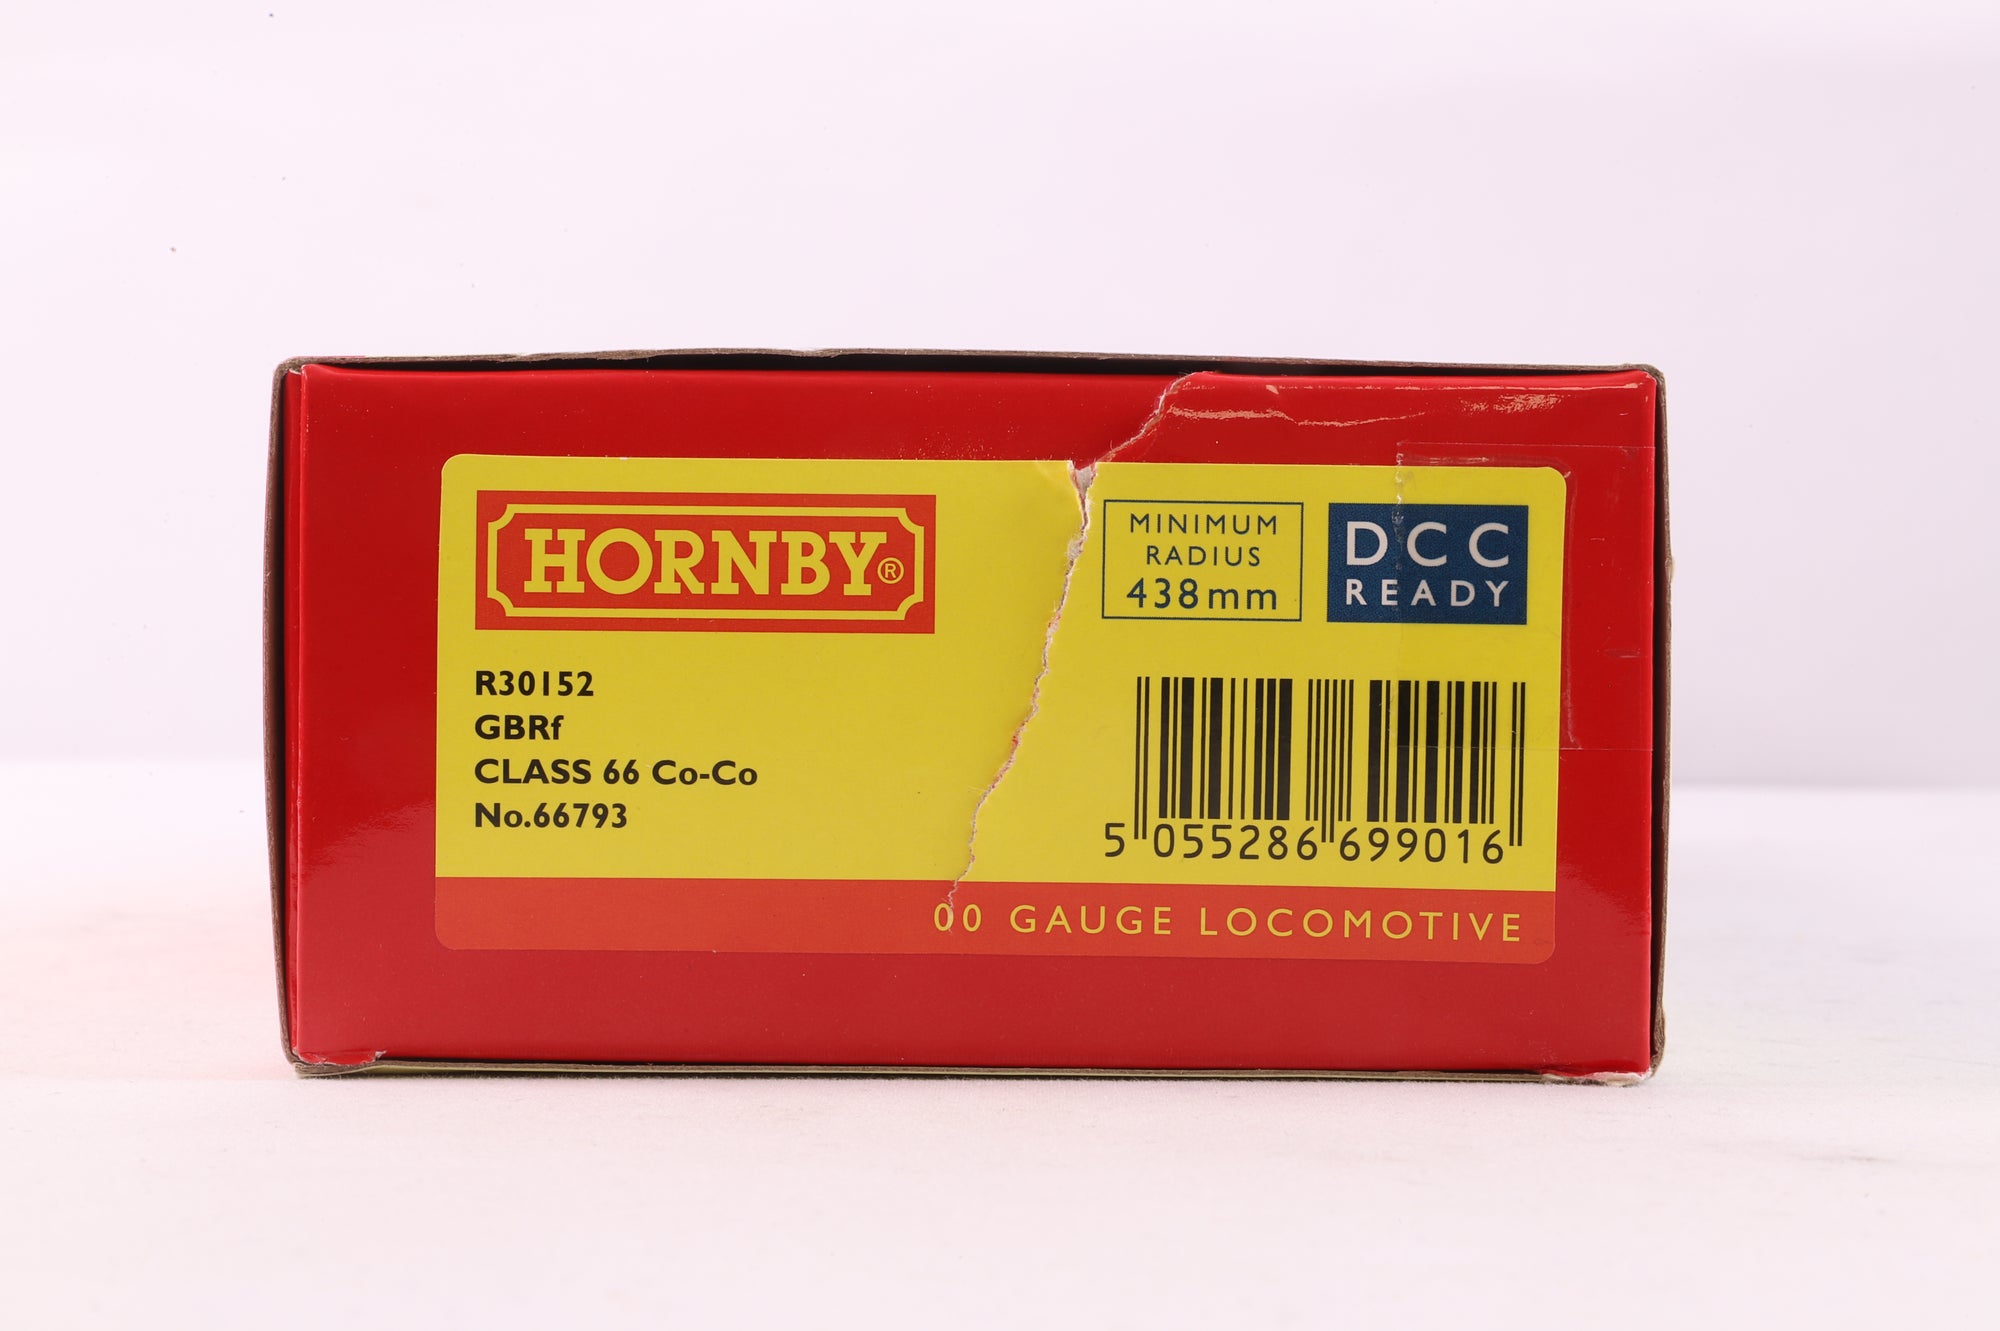 HORNBY®
MINIMUM
RADIUS
438mm
DCC
READY
R30152
GBRf
CLASS 66 Co-Co
No.66793
5 055286 699016
00 GAUGE LOCOMOTIVE